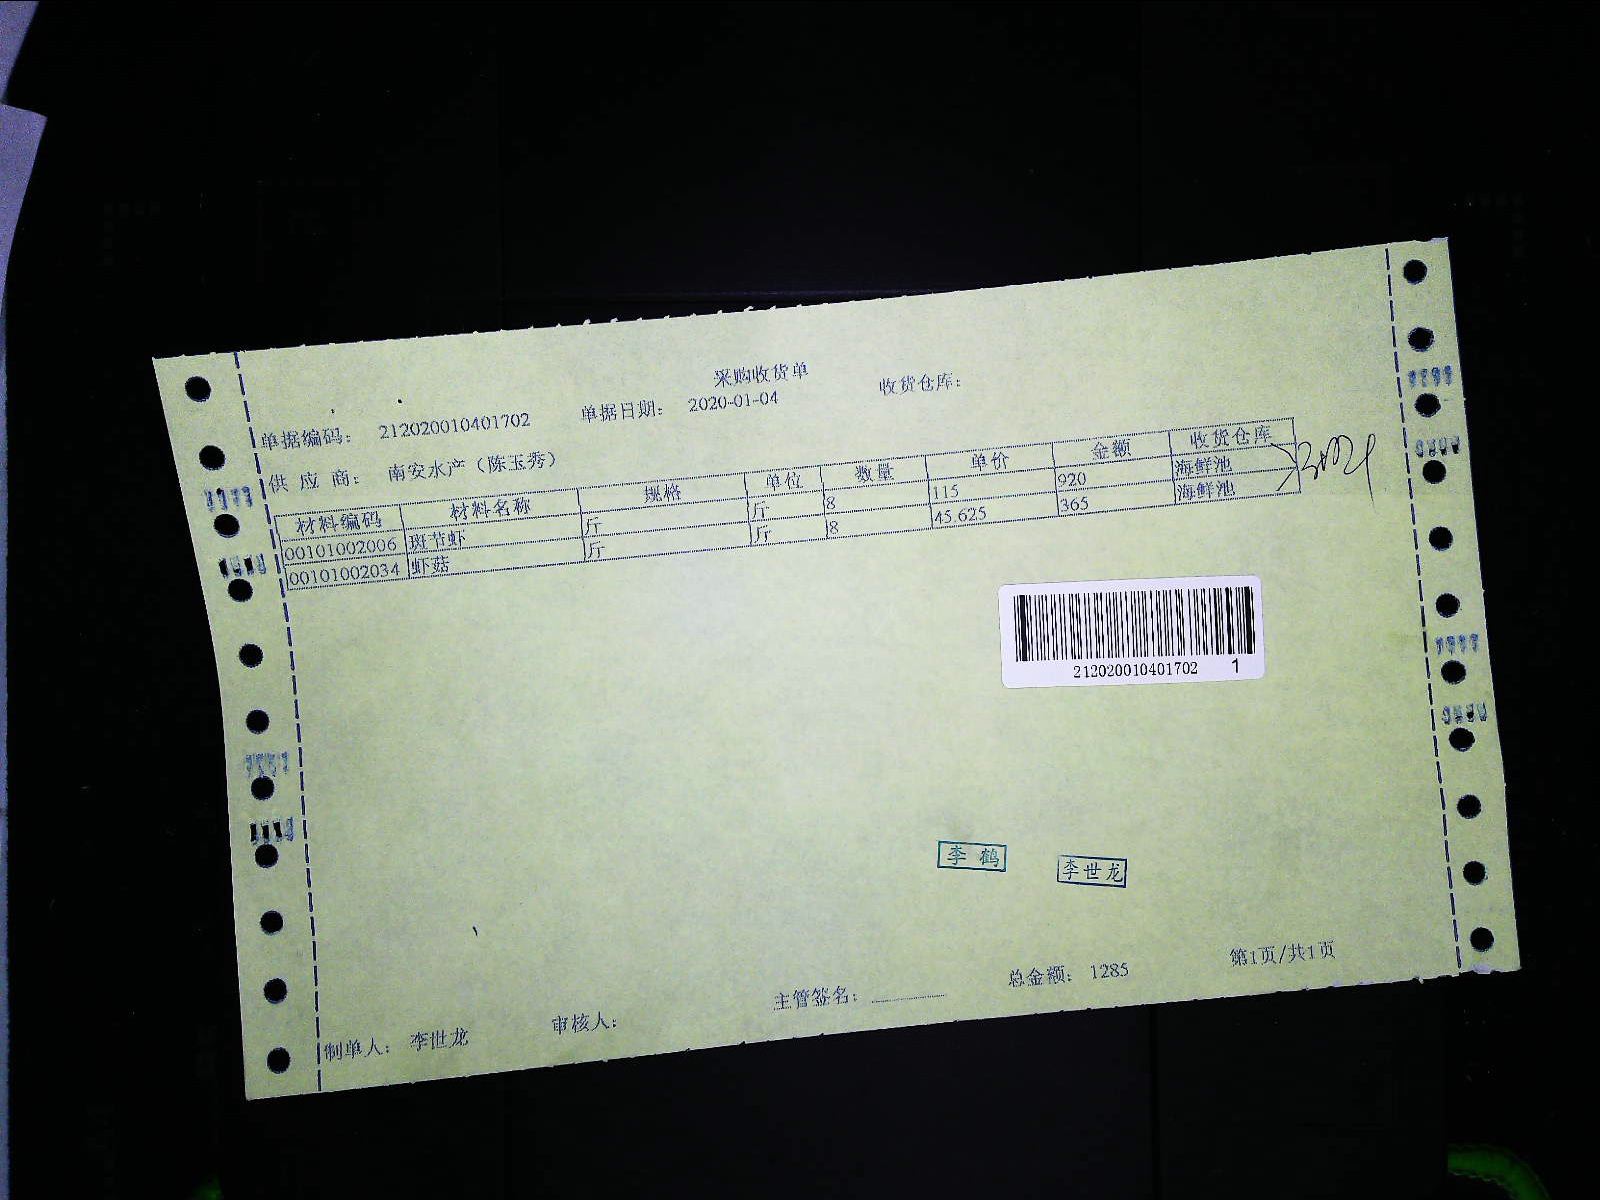 采购收货单
单据编码： 212020010401702 单据日期： 2020-01-04 收货仓库：
供 应 商： 南安水产（陈玉秀）
材料编码 材料名称 规格 单位 数量 单价 金额 收货仓库
00101002006 斑节虾 斤 斤 8 115 920 海鲜池
00101002034 虾菇 斤 斤 8 45.625 365 海鲜池
212020010401702 1
李鹤 李世龙
制单人： 李世龙 审核人： 主管签名： 总金额： 1285 第1页/共1页